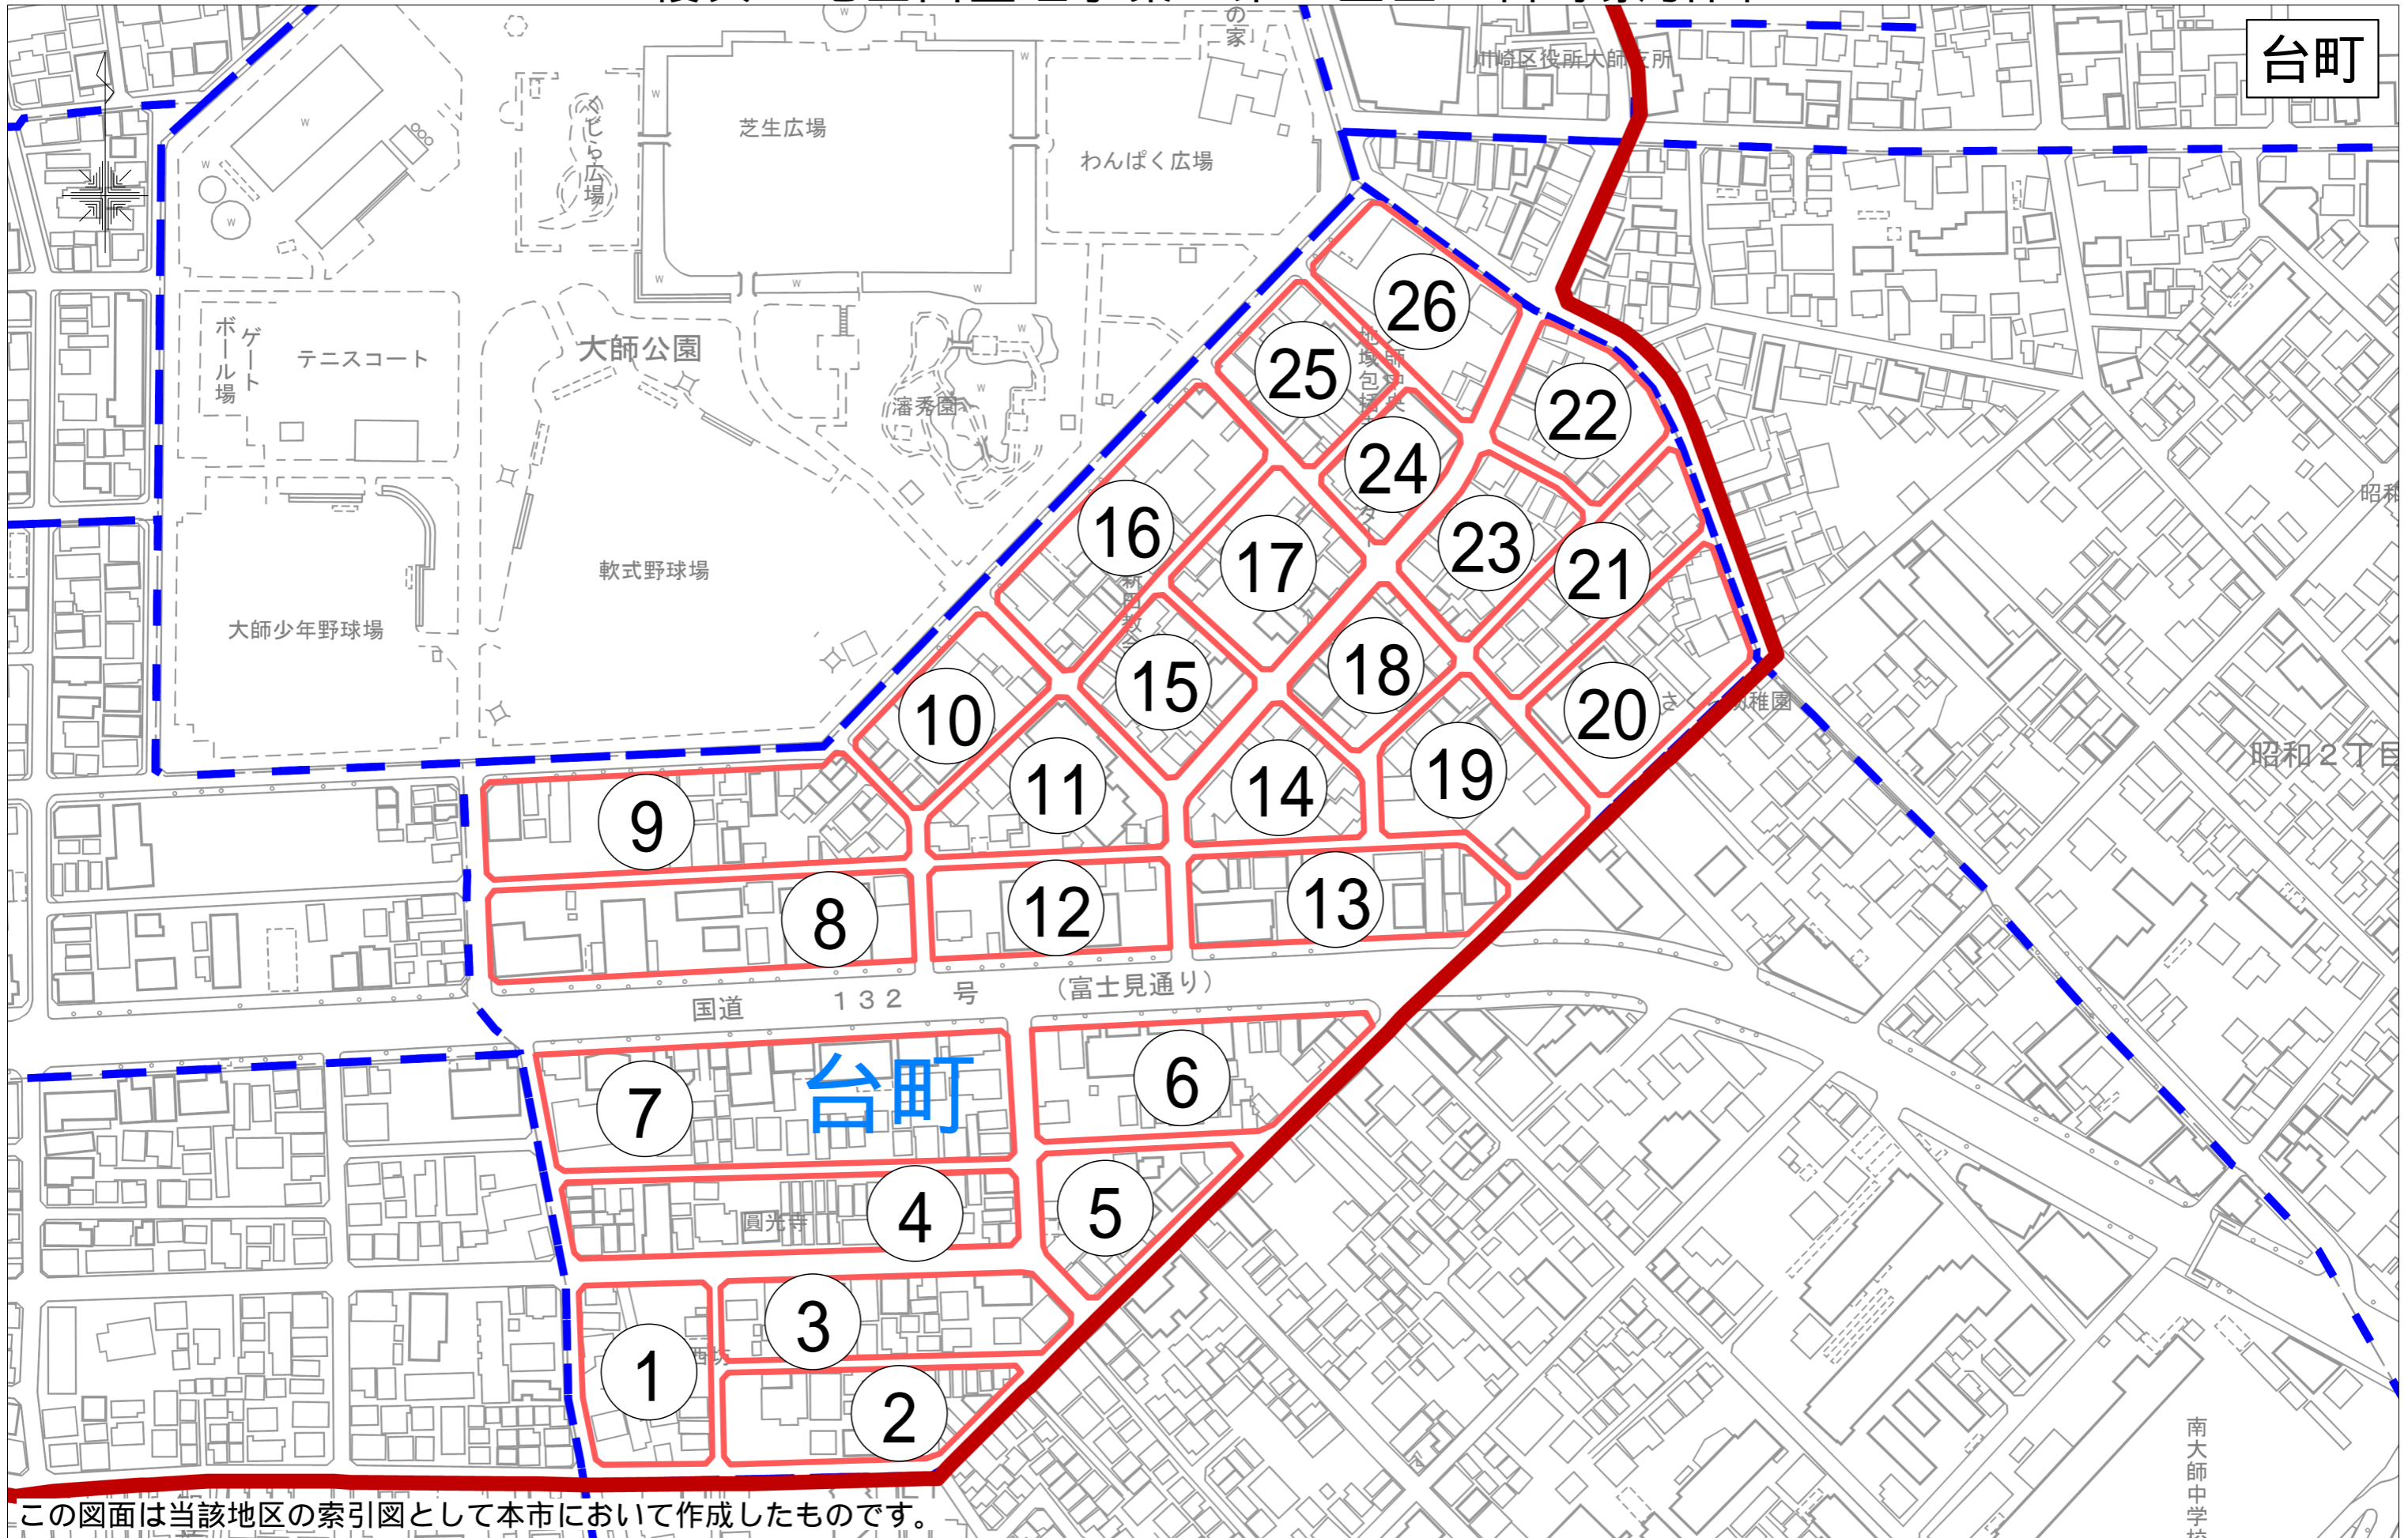 台町
川崎区役所大師支所
の家
くじら広場
芝生広場
わんぱく広場
ゲート
ボール場
テニスコート
大師公園
瀋秀園
大師少年野球場
軟式野球場
昭和
昭和2丁目
国道 132 号 (富士見通り)
台町
圓光寺
南大師中学校
26
25
22
24
16
17
23
21
18
15
10
20
19
11
14
9
8
12
13
7
6
4
5
3
1
2
この図面は当該地区の索引図として本市において作成したものです。